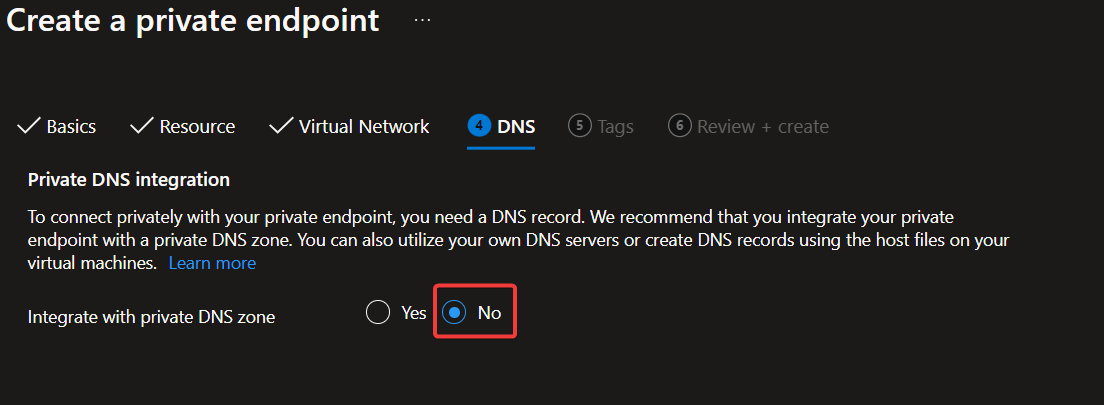 Create a private endpoint ...
Basics Resource Virtual Network 4 DNS 5 Tags 6 Review + create
Private DNS integration
To connect privately with your private endpoint, you need a DNS record. We recommend that you integrate your private
endpoint with a private DNS zone. You can also utilize your own DNS servers or create DNS records using the host files on your
virtual machines. Learn more
Integrate with private DNS zone Yes No